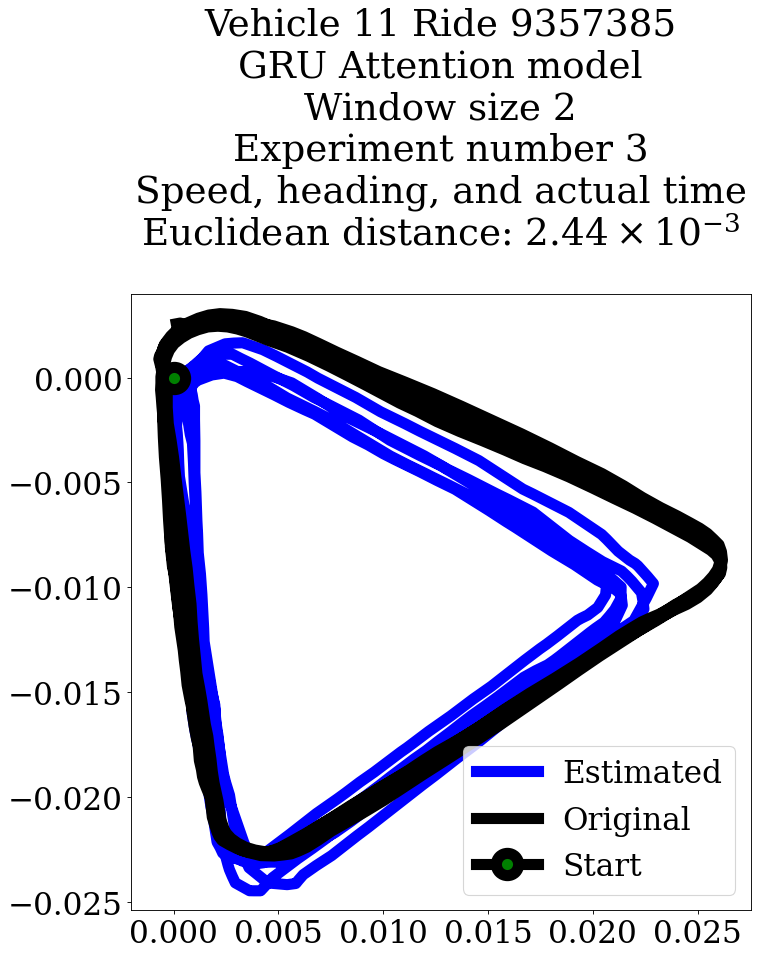 Vehicle 11 Ride 9357385
GRU Attention model
Window size 2
Experiment number 3
Speed, heading, and actual time
Euclidean distance: 2.44 × 10⁻³
0.000
−0.005
−0.010
−0.015
−0.020
−0.025
Estimated
Original
Start
0.000 0.005 0.010 0.015 0.020 0.025